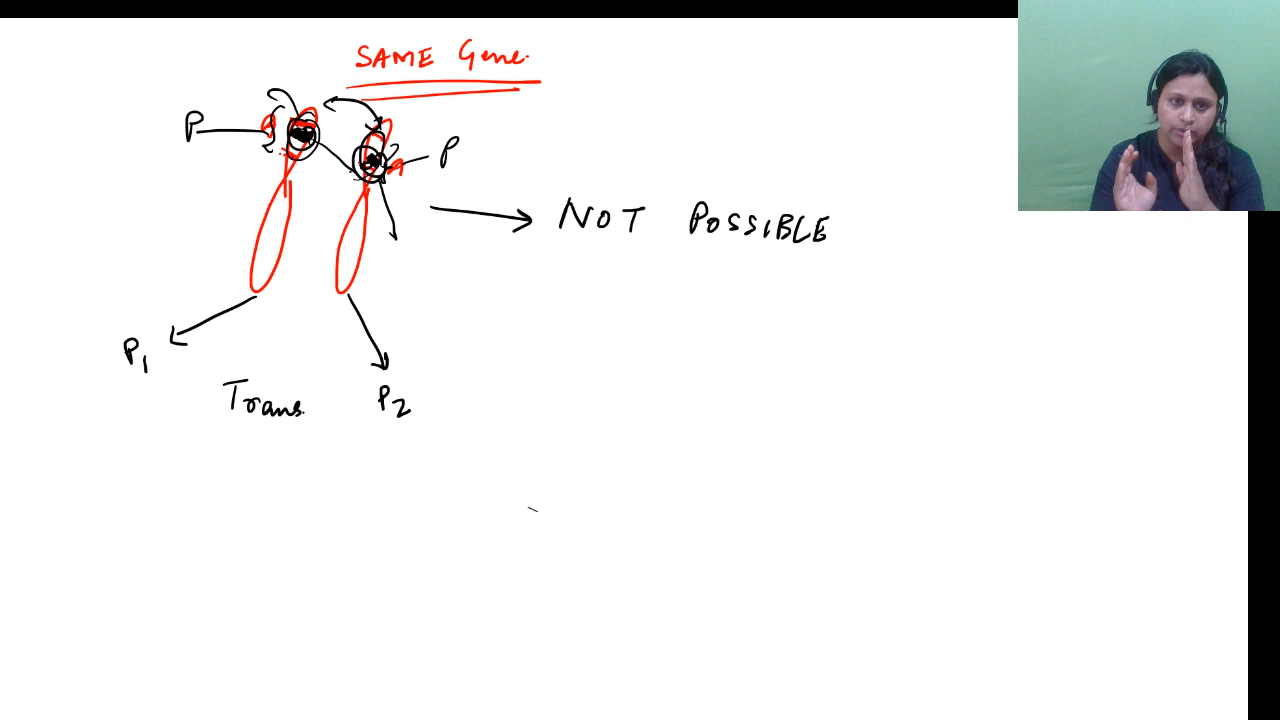 SAME Gene.
P
P
NOT POSSIBLE
P1
Trans.
P2